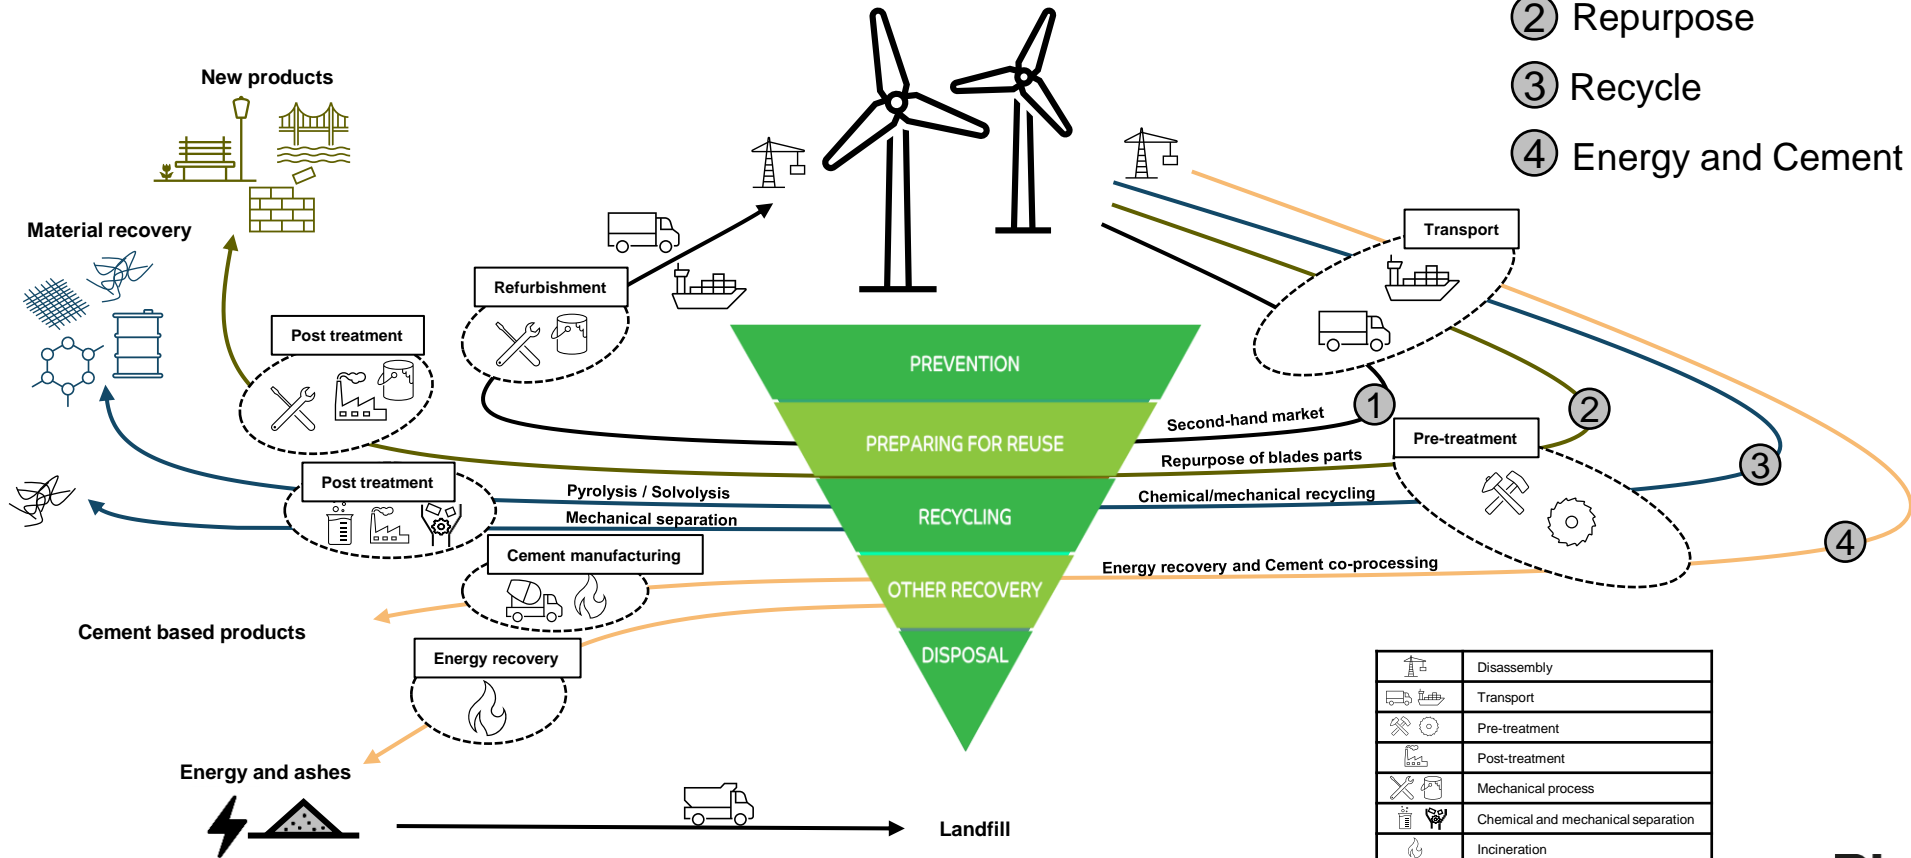 2 Repurpose
3 Recycle
4 Energy and Cement
New products
Material recovery
Transport
Refurbishment
Post treatment
PREVENTION
1
2
Second-hand market
PREPARING FOR REUSE
Pre-treatment
Repurpose of blades parts
3
Post treatment
Pyrolysis / Solvolysis
Chemical/mechanical recycling
Mechanical separation
RECYCLING
4
Cement manufacturing
Energy recovery and Cement co-processing
OTHER RECOVERY
Cement based products
Energy recovery
DISPOSAL
Disassembly
Transport
Pre-treatment
Post-treatment
Mechanical process
Chemical and mechanical separation
Incineration
Energy and ashes
Landfill